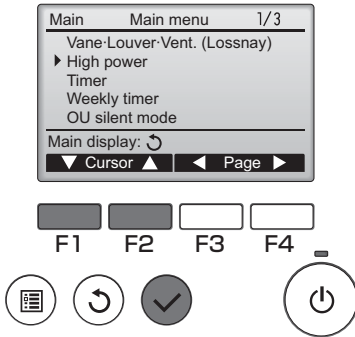 Main Main menu 1/3
Vane·Louver·Vent. (Lossnay)
High power
Timer
Weekly timer
OU silent mode
Main display:
Cursor Page
F1 F2 F3 F4